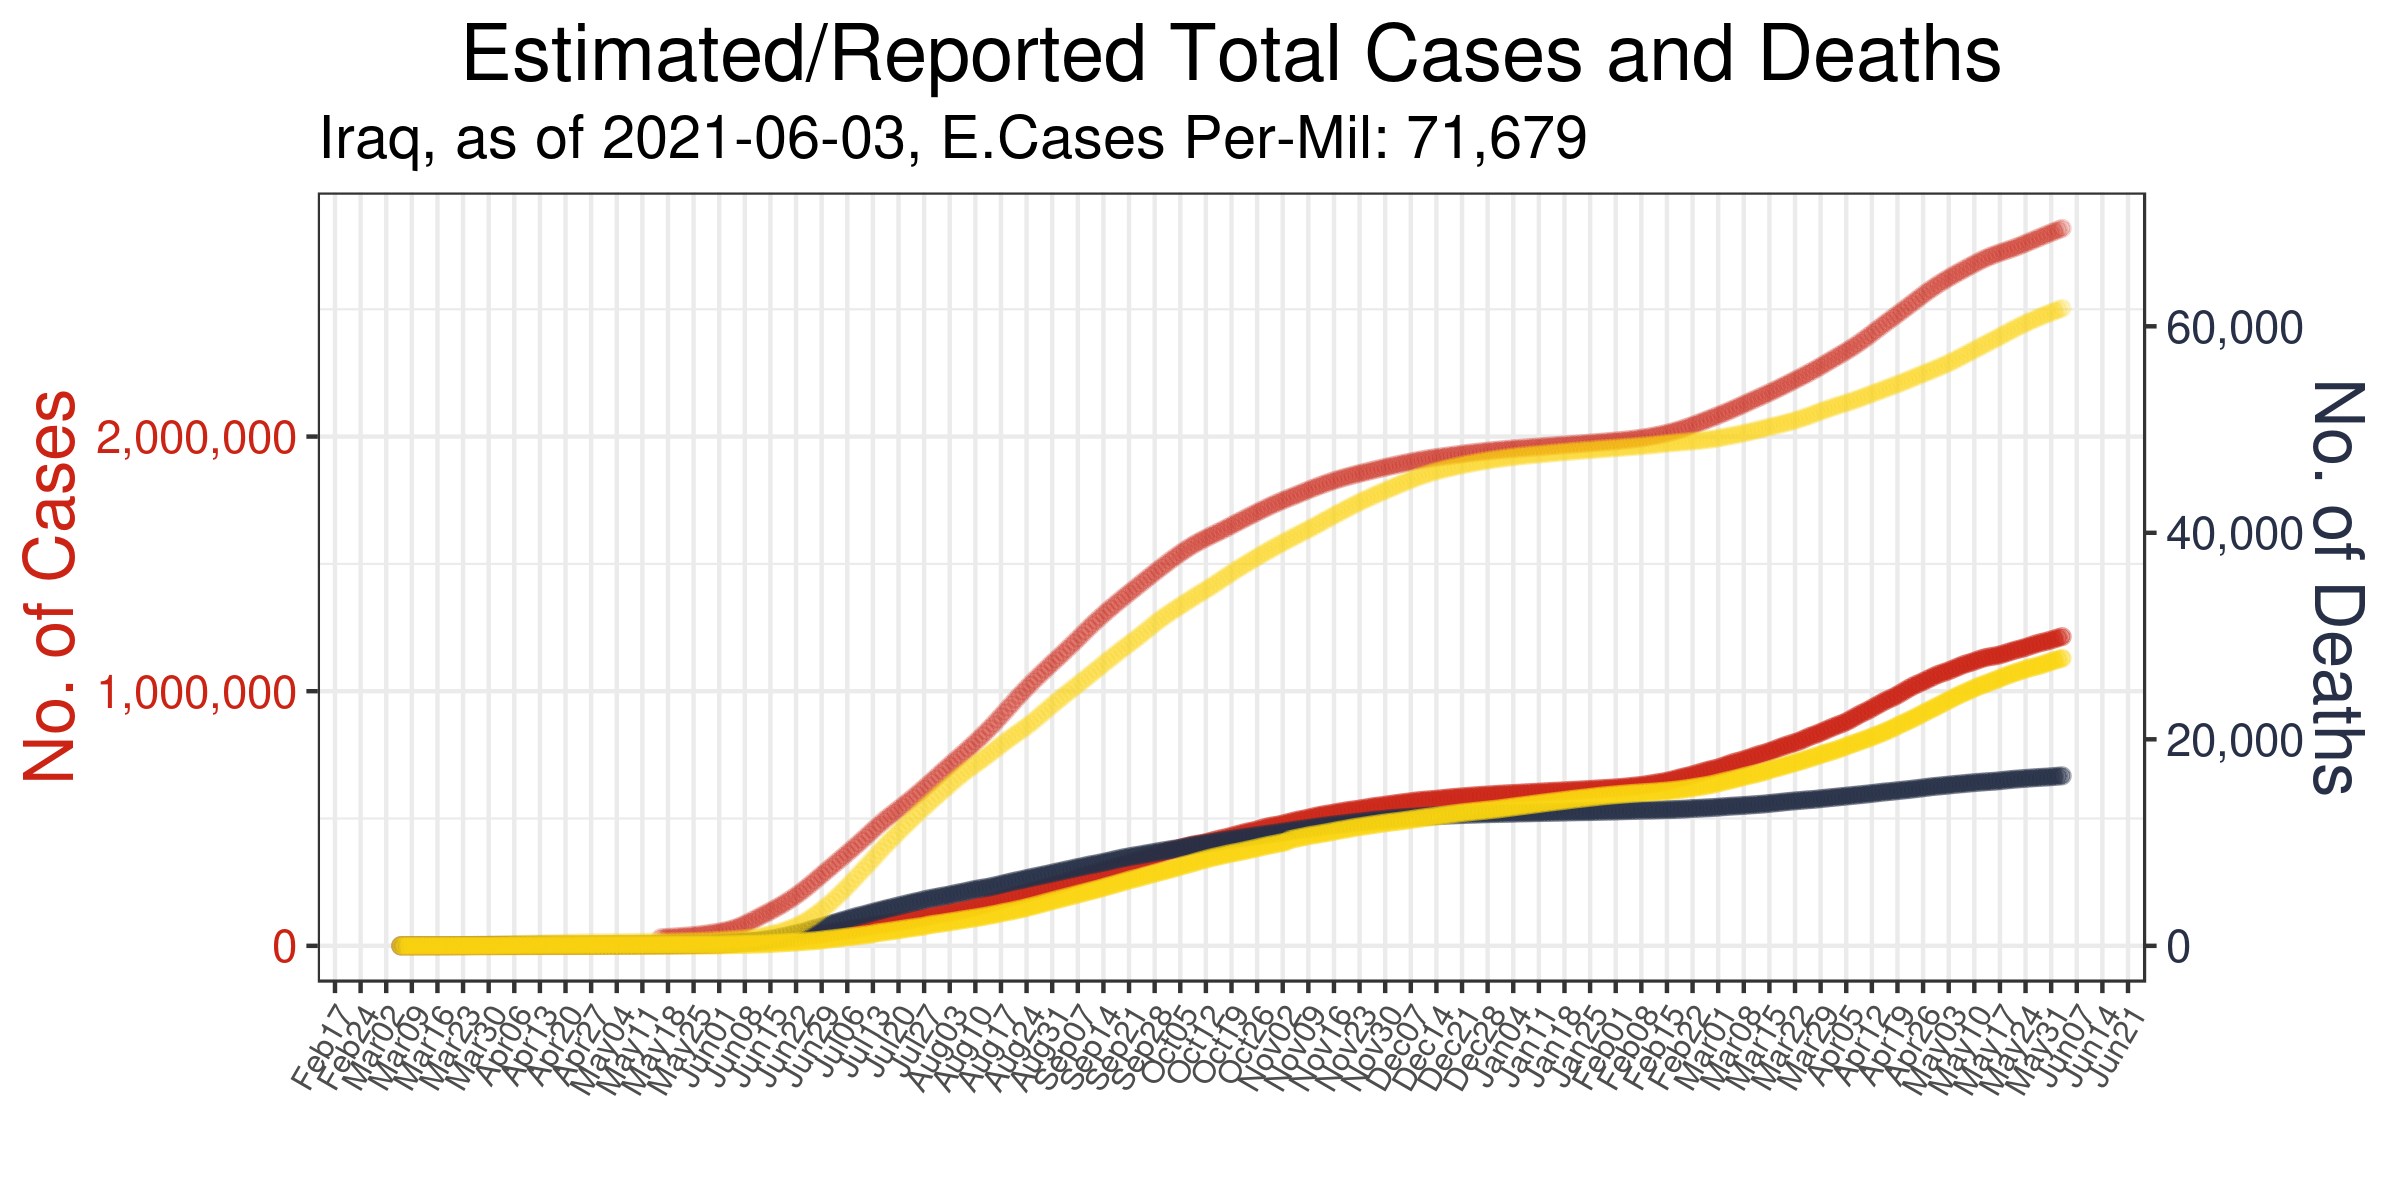 Estimated/Reported Total Cases and Deaths
Iraq, as of 2021-06-03, E.Cases Per-Mil: 71,679
No. of Cases
2,000,000
1,000,000
0
60,000
40,000
20,000
0
No. of Deaths
Feb17
Feb24
Mar02
Mar09
Mar16
Mar23
Mar30
Apr06
Apr13
Apr20
Apr27
May04
May11
May18
May25
Jun01
Jun08
Jun15
Jun22
Jun29
Jul06
Jul13
Jul20
Jul27
Aug03
Aug10
Aug17
Aug24
Aug31
Sep07
Sep14
Sep21
Sep28
Oct05
Oct12
Oct19
Oct26
Nov02
Nov09
Nov16
Nov23
Nov30
Dec07
Dec14
Dec21
Dec28
Jan04
Jan11
Jan18
Jan25
Feb01
Feb08
Feb15
Feb22
Mar01
Mar08
Mar15
Mar22
Mar29
Apr05
Apr12
Apr19
Apr26
May03
May10
May17
May24
May31
Jun07
Jun14
Jun21